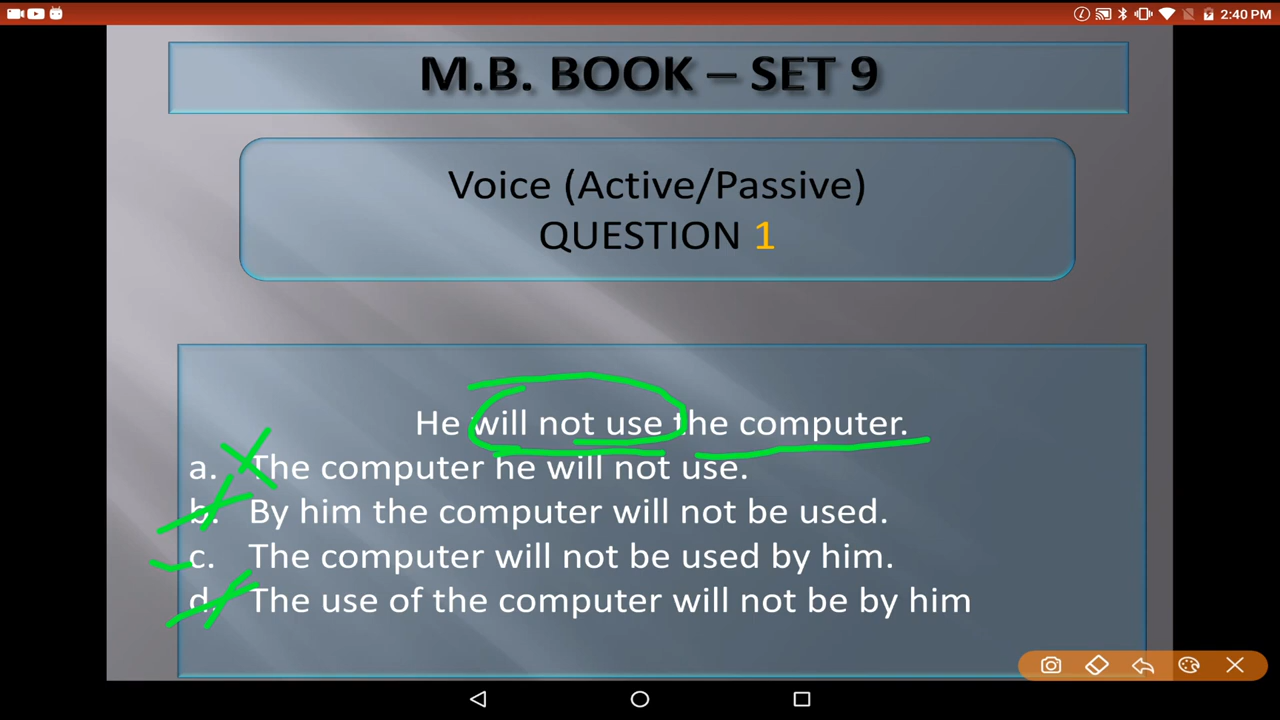 2:40 PM
M.B. BOOK – SET 9
Voice (Active/Passive)
QUESTION 1
He will not use the computer.
a. The computer he will not use.
b. By him the computer will not be used.
c. The computer will not be used by him.
d. The use of the computer will not be by him